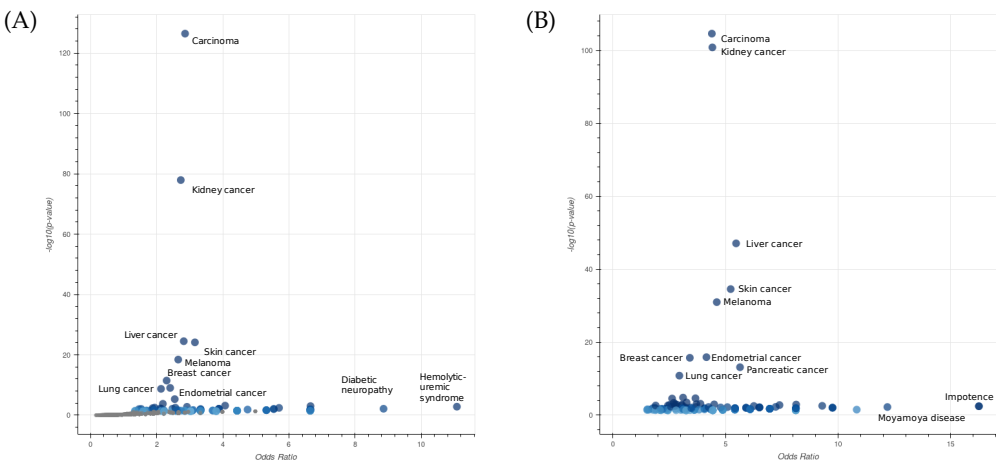 (A)
-log10(p-value)
120
100
80
60
40
20
0
Carcinoma
Kidney cancer
Liver cancer
Skin cancer
Melanoma
Breast cancer
Lung cancer
Endometrial cancer
Diabetic
neuropathy
Hemolytic-
uremic
syndrome
0 2 4 6 8 10
Odds Ratio
(B)
-log10(p-value)
100
80
60
40
20
0
Carcinoma
Kidney cancer
Liver cancer
Skin cancer
Melanoma
Breast cancer
Endometrial cancer
Pancreatic cancer
Lung cancer
Impotence
Moyamoya disease
0 5 10 15
Odds Ratio